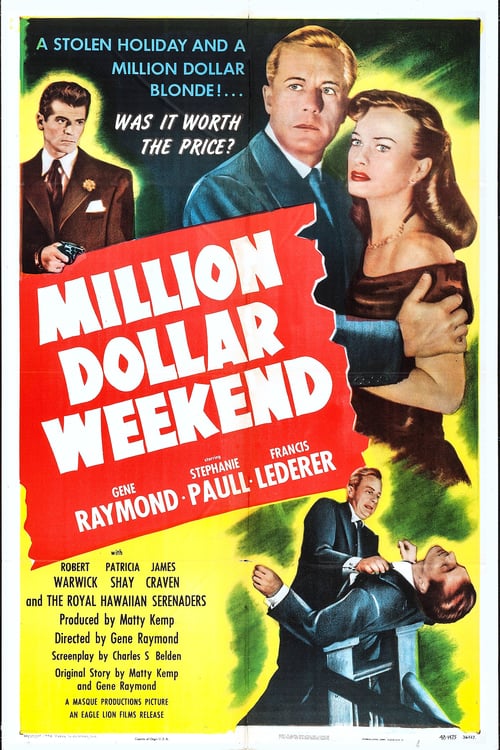 A STOLEN HOLIDAY AND A
MILLION DOLLAR
BLONDE!...
WAS IT WORTH
THE PRICE?
MILLION
DOLLAR
WEEKEND
starring
GENE RAYMOND · STEPHANIE PAULL · FRANCIS LEDERER
with
ROBERT WARWICK PATRICIA SHAY JAMES CRAVEN
and THE ROYAL HAWAIIAN SERENADERS
Produced by Matty Kemp
Directed by Gene Raymond
Screenplay by Charles S Belden
Original Story by Matty Kemp
and Gene Raymond
A MASQUE PRODUCTIONS PICTURE
AN EAGLE LION FILMS RELEASE